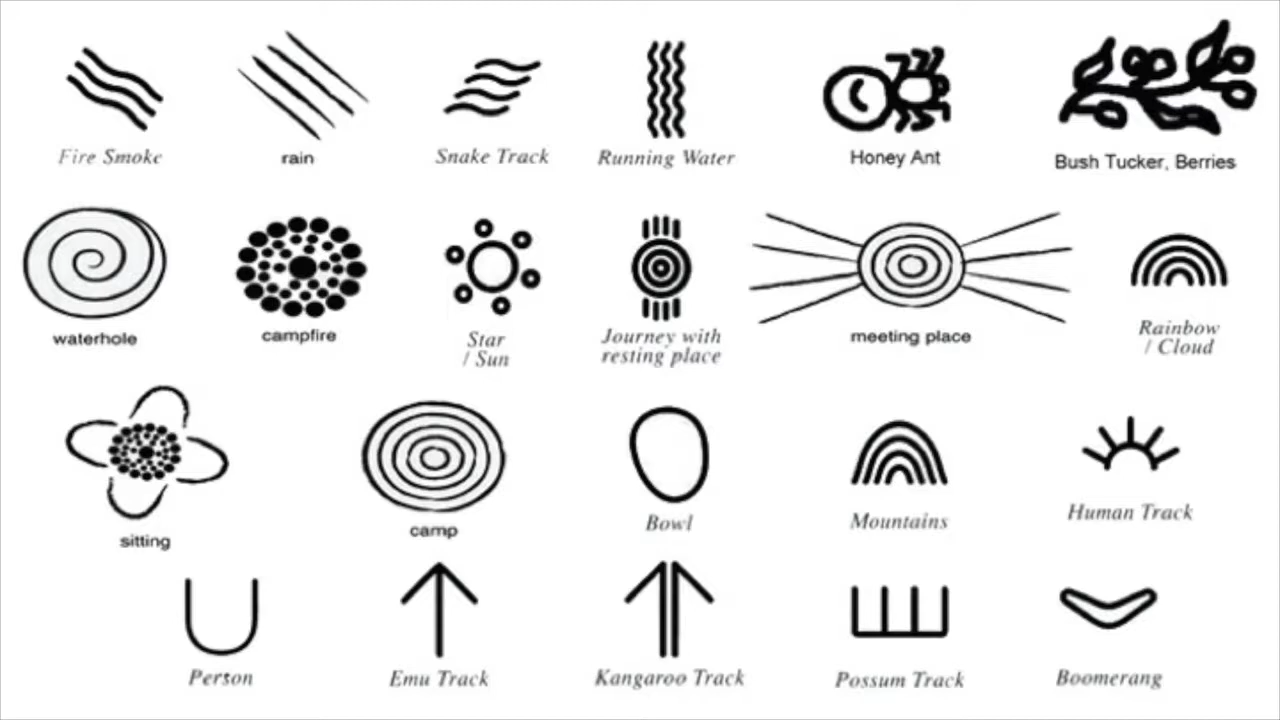 Fire Smoke
rain
Snake Track
Running Water
Honey Ant
Bush Tucker, Berries
waterhole
campfire
Star
/ Sun
Journey with
resting place
meeting place
Rainbow
/ Cloud
sitting
camp
Bowl
Mountains
Human Track
Person
Emu Track
Kangaroo Track
Possum Track
Boomerang